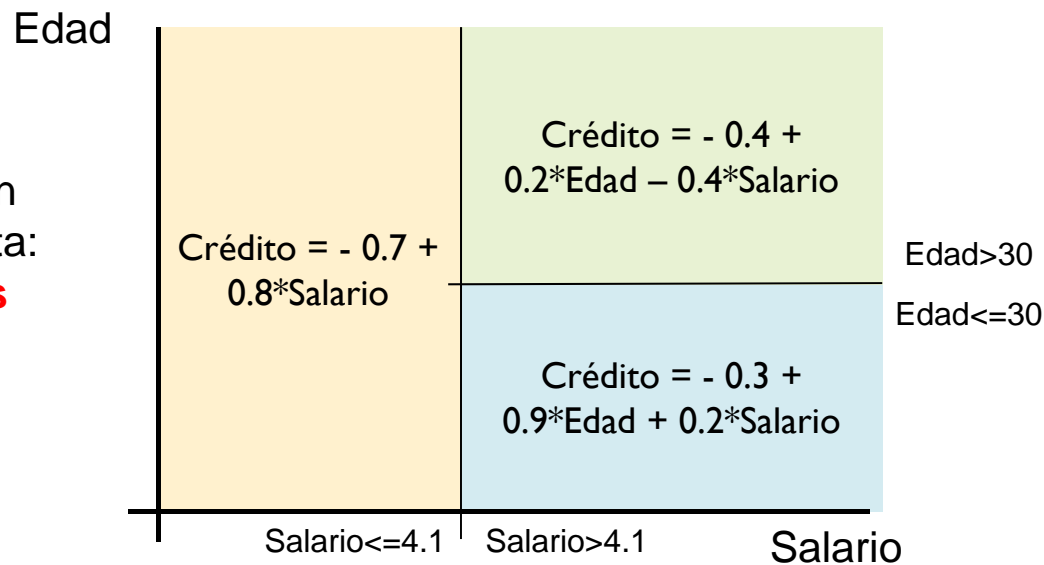 Edad
Crédito = - 0.4 +
0.2*Edad – 0.4*Salario
Crédito = - 0.7 +
0.8*Salario
Edad>30
Edad<=30
Crédito = - 0.3 +
0.9*Edad + 0.2*Salario
Salario<=4.1
Salario>4.1
Salario